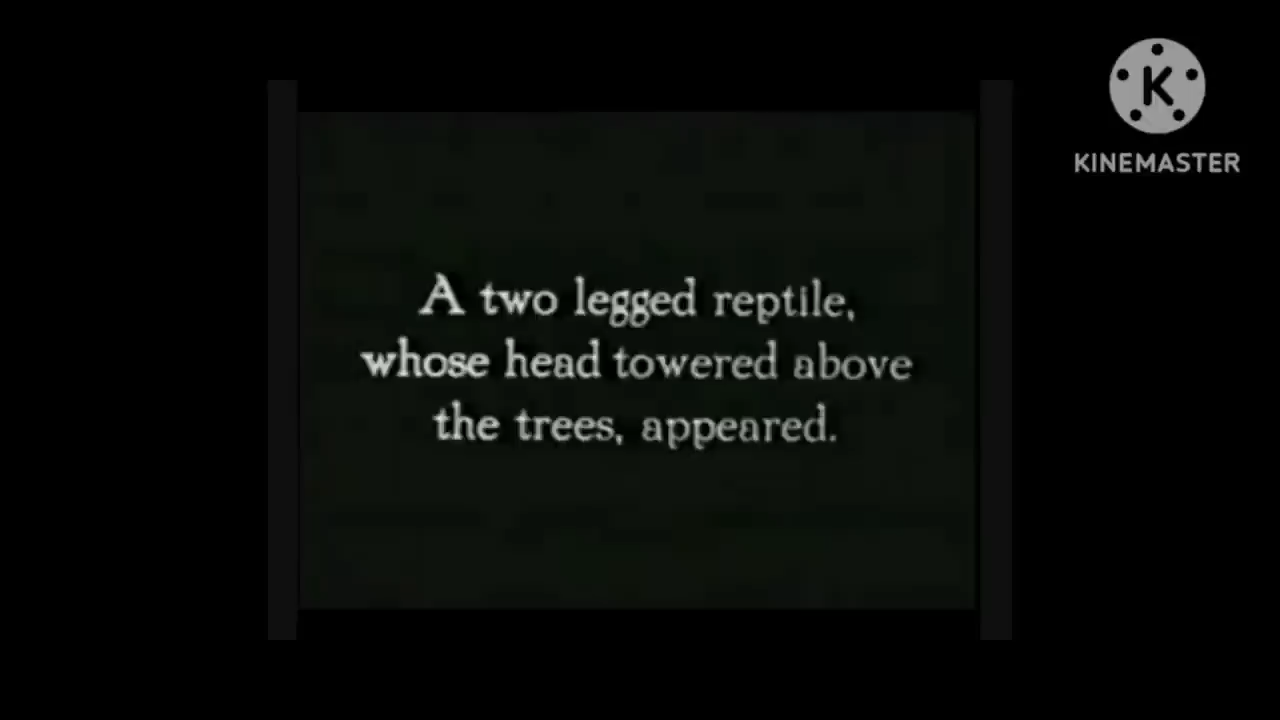 A two legged reptile,
whose head towered above
the trees, appeared.
K
KINEMASTER